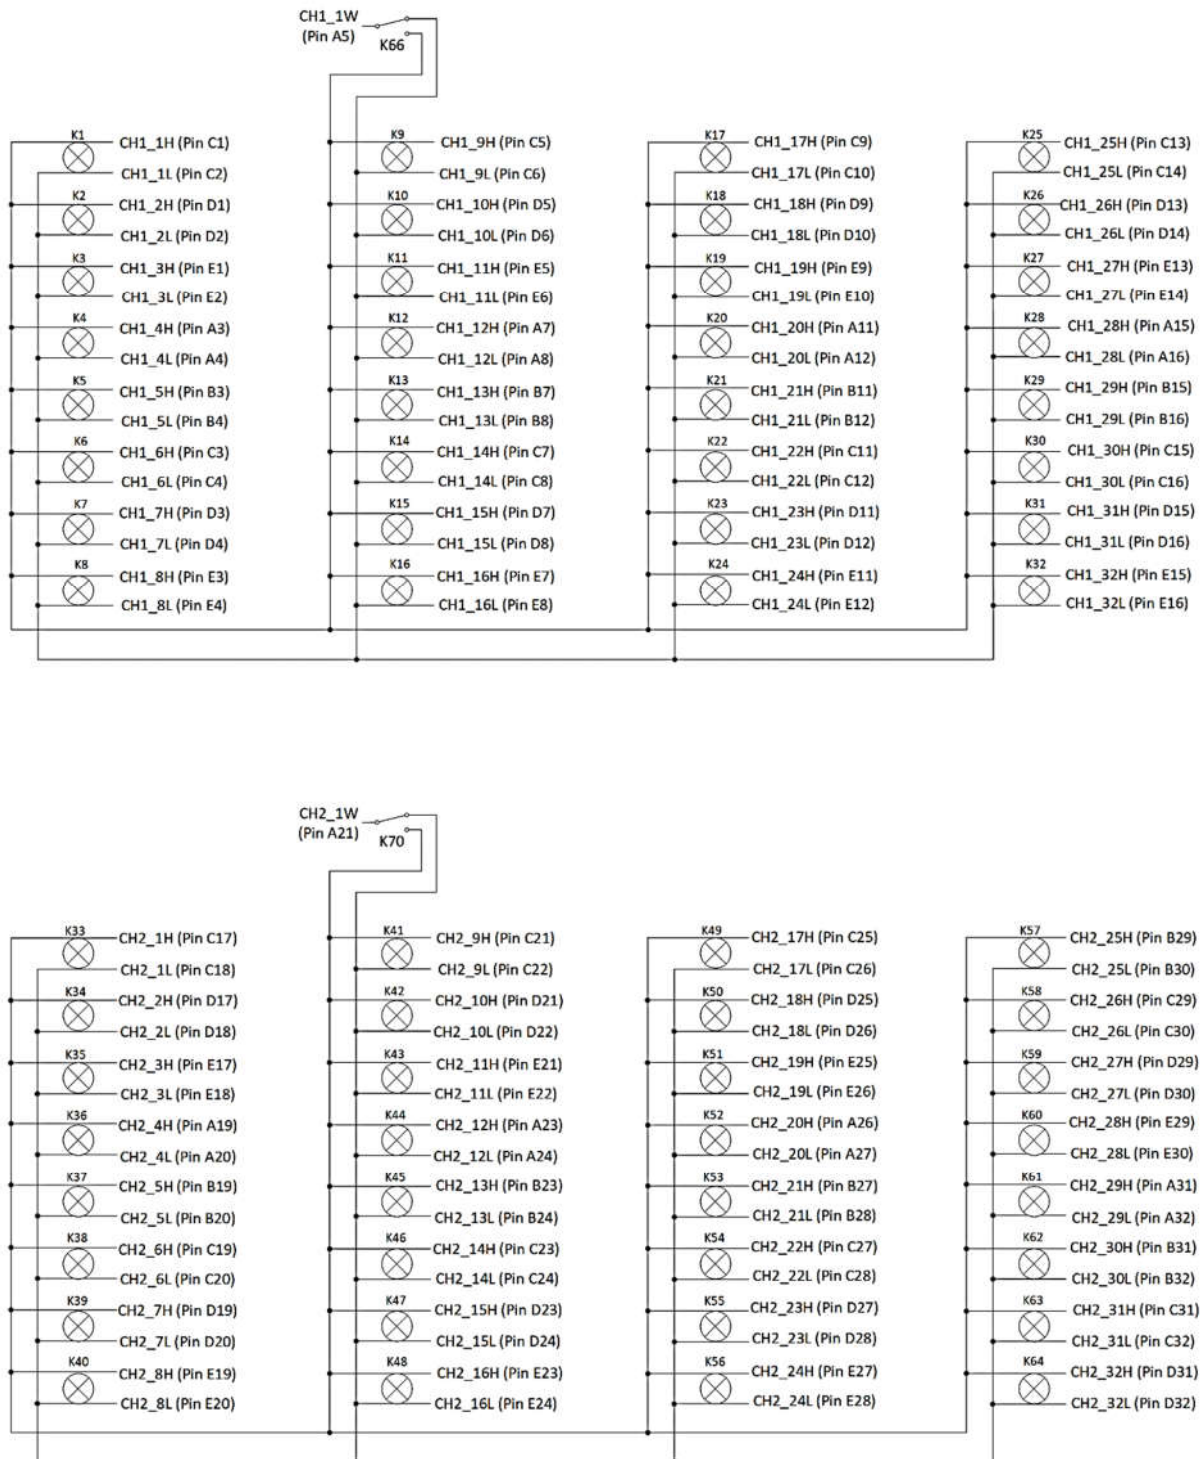 CH1_1W
(Pin A5)
K66
K1
CH1_1H (Pin C1)
CH1_1L (Pin C2)
K2
CH1_2H (Pin D1)
CH1_2L (Pin D2)
K3
CH1_3H (Pin E1)
CH1_3L (Pin E2)
K4
CH1_4H (Pin A3)
CH1_4L (Pin A4)
K5
CH1_5H (Pin B3)
CH1_5L (Pin B4)
K6
CH1_6H (Pin C3)
CH1_6L (Pin C4)
K7
CH1_7H (Pin D3)
CH1_7L (Pin D4)
K8
CH1_8H (Pin E3)
CH1_8L (Pin E4)
K9
CH1_9H (Pin C5)
CH1_9L (Pin C6)
K10
CH1_10H (Pin D5)
CH1_10L (Pin D6)
K11
CH1_11H (Pin E5)
CH1_11L (Pin E6)
K12
CH1_12H (Pin A7)
CH1_12L (Pin A8)
K13
CH1_13H (Pin B7)
CH1_13L (Pin B8)
K14
CH1_14H (Pin C7)
CH1_14L (Pin C8)
K15
CH1_15H (Pin D7)
CH1_15L (Pin D8)
K16
CH1_16H (Pin E7)
CH1_16L (Pin E8)
K17
CH1_17H (Pin C9)
CH1_17L (Pin C10)
K18
CH1_18H (Pin D9)
CH1_18L (Pin D10)
K19
CH1_19H (Pin E9)
CH1_19L (Pin E10)
K20
CH1_20H (Pin A11)
CH1_20L (Pin A12)
K21
CH1_21H (Pin B11)
CH1_21L (Pin B12)
K22
CH1_22H (Pin C11)
CH1_22L (Pin C12)
K23
CH1_23H (Pin D11)
CH1_23L (Pin D12)
K24
CH1_24H (Pin E11)
CH1_24L (Pin E12)
K25
CH1_25H (Pin C13)
CH1_25L (Pin C14)
K26
CH1_26H (Pin D13)
CH1_26L (Pin D14)
K27
CH1_27H (Pin E13)
CH1_27L (Pin E14)
K28
CH1_28H (Pin A15)
CH1_28L (Pin A16)
K29
CH1_29H (Pin B15)
CH1_29L (Pin B16)
K30
CH1_30H (Pin C15)
CH1_30L (Pin C16)
K31
CH1_31H (Pin D15)
CH1_31L (Pin D16)
K32
CH1_32H (Pin E15)
CH1_32L (Pin E16)
CH2_1W
(Pin A21)
K70
K33
CH2_1H (Pin C17)
CH2_1L (Pin C18)
K34
CH2_2H (Pin D17)
CH2_2L (Pin D18)
K35
CH2_3H (Pin E17)
CH2_3L (Pin E18)
K36
CH2_4H (Pin A19)
CH2_4L (Pin A20)
K37
CH2_5H (Pin B19)
CH2_5L (Pin B20)
K38
CH2_6H (Pin C19)
CH2_6L (Pin C20)
K39
CH2_7H (Pin D19)
CH2_7L (Pin D20)
K40
CH2_8H (Pin E19)
CH2_8L (Pin E20)
K41
CH2_9H (Pin C21)
CH2_9L (Pin C22)
K42
CH2_10H (Pin D21)
CH2_10L (Pin D22)
K43
CH2_11H (Pin E21)
CH2_11L (Pin E22)
K44
CH2_12H (Pin A23)
CH2_12L (Pin A24)
K45
CH2_13H (Pin B23)
CH2_13L (Pin B24)
K46
CH2_14H (Pin C23)
CH2_14L (Pin C24)
K47
CH2_15H (Pin D23)
CH2_15L (Pin D24)
K48
CH2_16H (Pin E23)
CH2_16L (Pin E24)
K49
CH2_17H (Pin C25)
CH2_17L (Pin C26)
K50
CH2_18H (Pin D25)
CH2_18L (Pin D26)
K51
CH2_19H (Pin E25)
CH2_19L (Pin E26)
K52
CH2_20H (Pin A26)
CH2_20L (Pin A27)
K53
CH2_21H (Pin B27)
CH2_21L (Pin B28)
K54
CH2_22H (Pin C27)
CH2_22L (Pin C28)
K55
CH2_23H (Pin D27)
CH2_23L (Pin D28)
K56
CH2_24H (Pin E27)
CH2_24L (Pin E28)
K57
CH2_25H (Pin B29)
CH2_25L (Pin B30)
K58
CH2_26H (Pin C29)
CH2_26L (Pin C30)
K59
CH2_27H (Pin D29)
CH2_27L (Pin D30)
K60
CH2_28H (Pin E29)
CH2_28L (Pin E30)
K61
CH2_29H (Pin A31)
CH2_29L (Pin A32)
K62
CH2_30H (Pin B31)
CH2_30L (Pin B32)
K63
CH2_31H (Pin C31)
CH2_31L (Pin C32)
K64
CH2_32H (Pin D31)
CH2_32L (Pin D32)